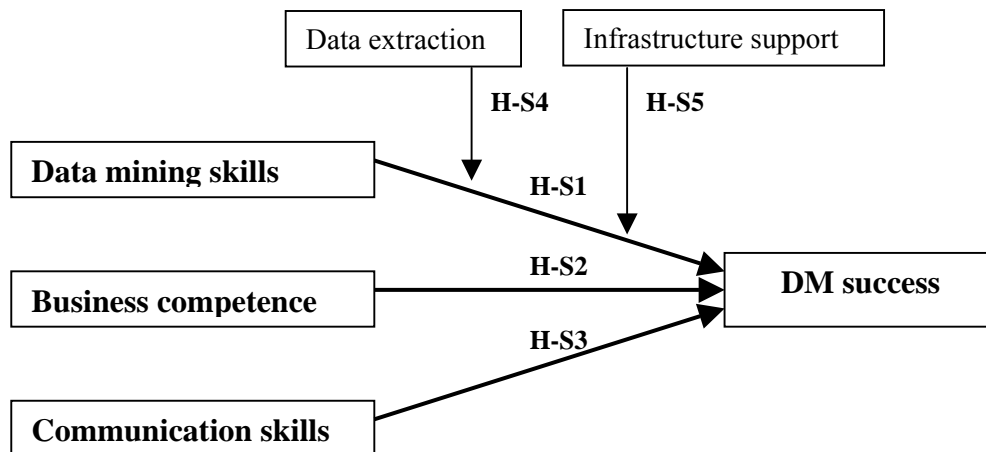 Data extraction
Infrastructure support
H-S4
H-S5
Data mining skills
H-S1
H-S2
Business competence
DM success
H-S3
Communication skills